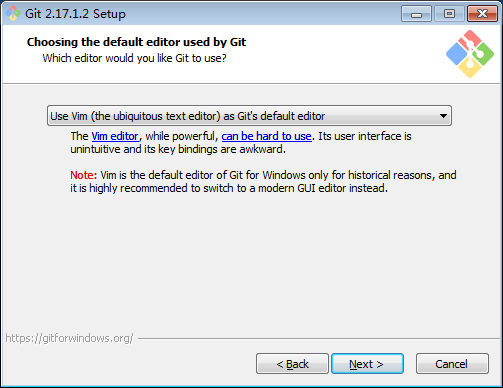 Git 2.17.1.2 Setup
Choosing the default editor used by Git
Which editor would you like Git to use?
Use Vim (the ubiquitous text editor) as Git's default editor
The Vim editor, while powerful, can be hard to use. Its user interface is
unintuitive and its key bindings are awkward.
Note: Vim is the default editor of Git for Windows only for historical reasons, and
it is highly recommended to switch to a modern GUI editor instead.
https://gitforwindows.org/
< Back Next > Cancel